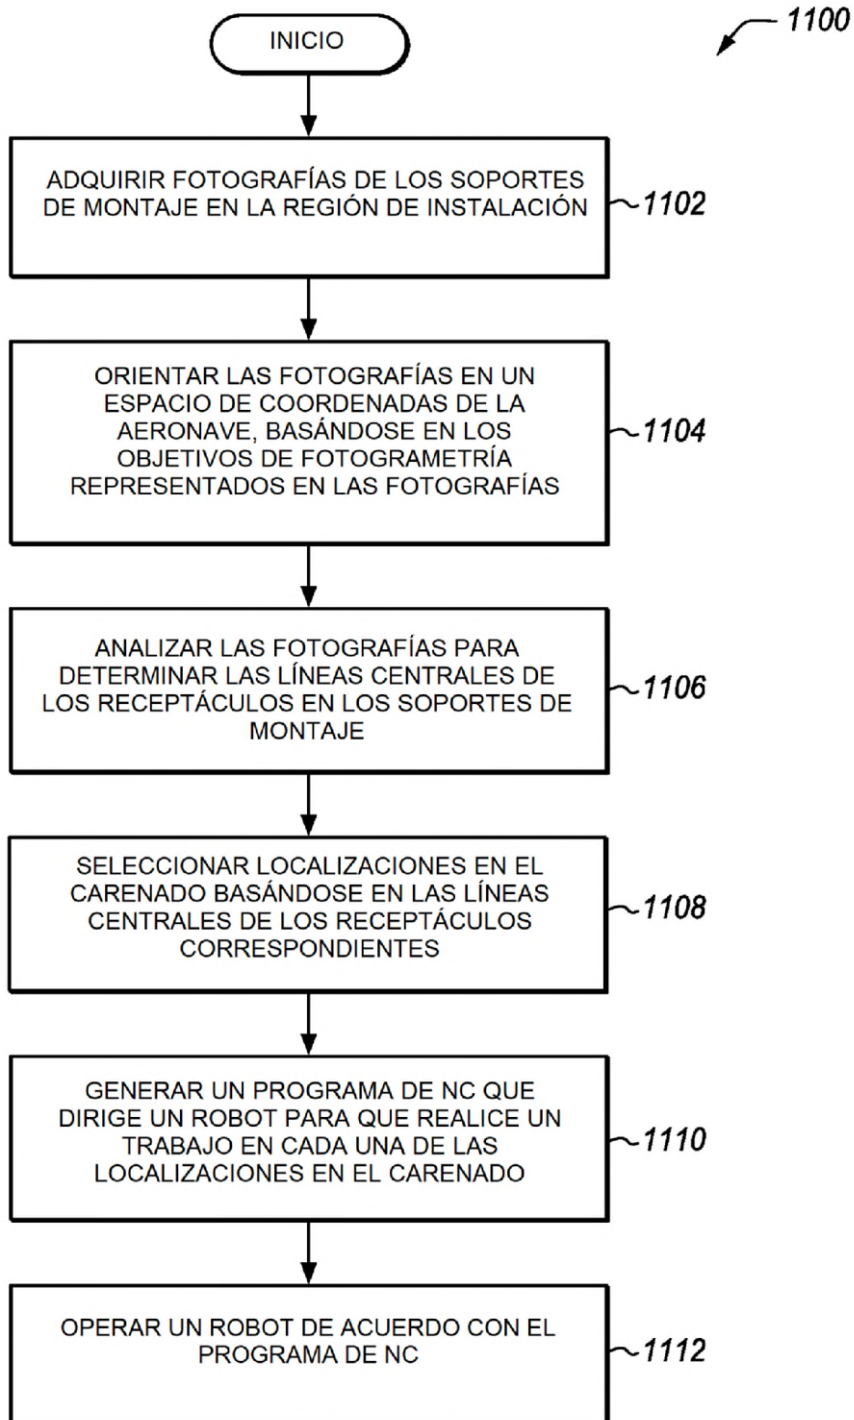 INICIO
1100
ADQUIRIR FOTOGRAFÍAS DE LOS SOPORTES
DE MONTAJE EN LA REGIÓN DE INSTALACIÓN
1102
ORIENTAR LAS FOTOGRAFÍAS EN UN
ESPACIO DE COORDENADAS DE LA
AERONAVE, BASÁNDOSE EN LOS
OBJETIVOS DE FOTOGRAMETRÍA
REPRESENTADOS EN LAS FOTOGRAFÍAS
1104
ANALIZAR LAS FOTOGRAFÍAS PARA
DETERMINAR LAS LÍNEAS CENTRALES DE
LOS RECEPTÁCULOS EN LOS SOPORTES DE
MONTAJE
1106
SELECCIONAR LOCALIZACIONES EN EL
CARENADO BASÁNDOSE EN LAS LÍNEAS
CENTRALES DE LOS RECEPTÁCULOS
CORRESPONDIENTES
1108
GENERAR UN PROGRAMA DE NC QUE
DIRIGE UN ROBOT PARA QUE REALICE UN
TRABAJO EN CADA UNA DE LAS
LOCALIZACIONES EN EL CARENADO
1110
OPERAR UN ROBOT DE ACUERDO CON EL
PROGRAMA DE NC
1112